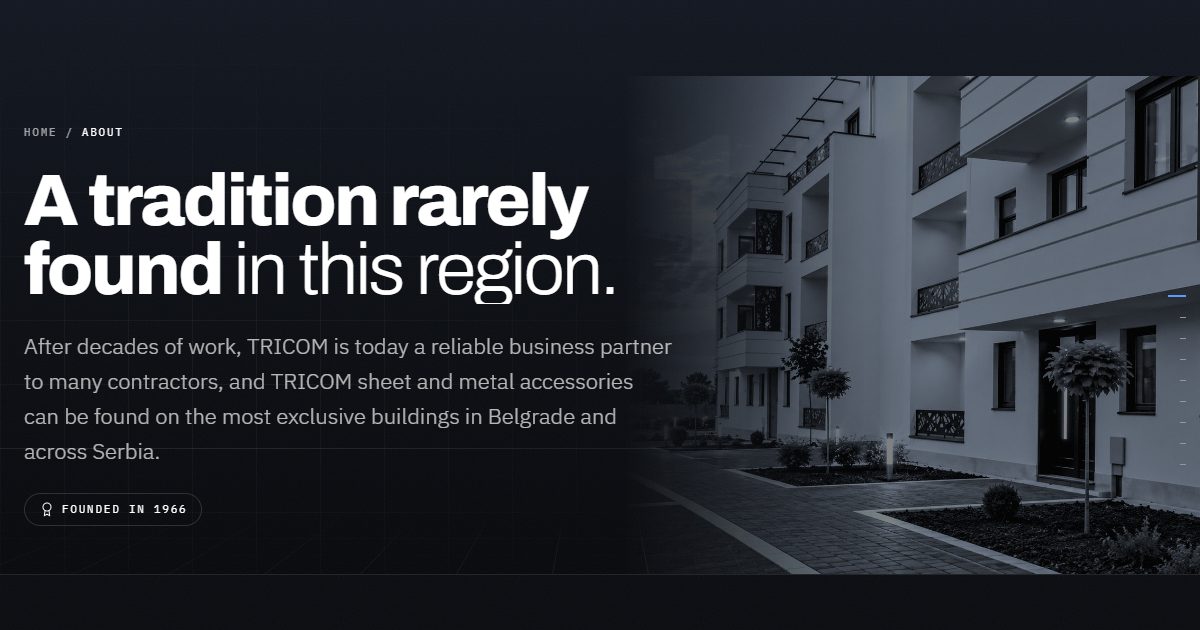 HOME / ABOUT
A tradition rarely
found in this region.
After decades of work, TRICOM is today a reliable business partner
to many contractors, and TRICOM sheet and metal accessories
can be found on the most exclusive buildings in Belgrade and
across Serbia.
FOUNDED IN 1966